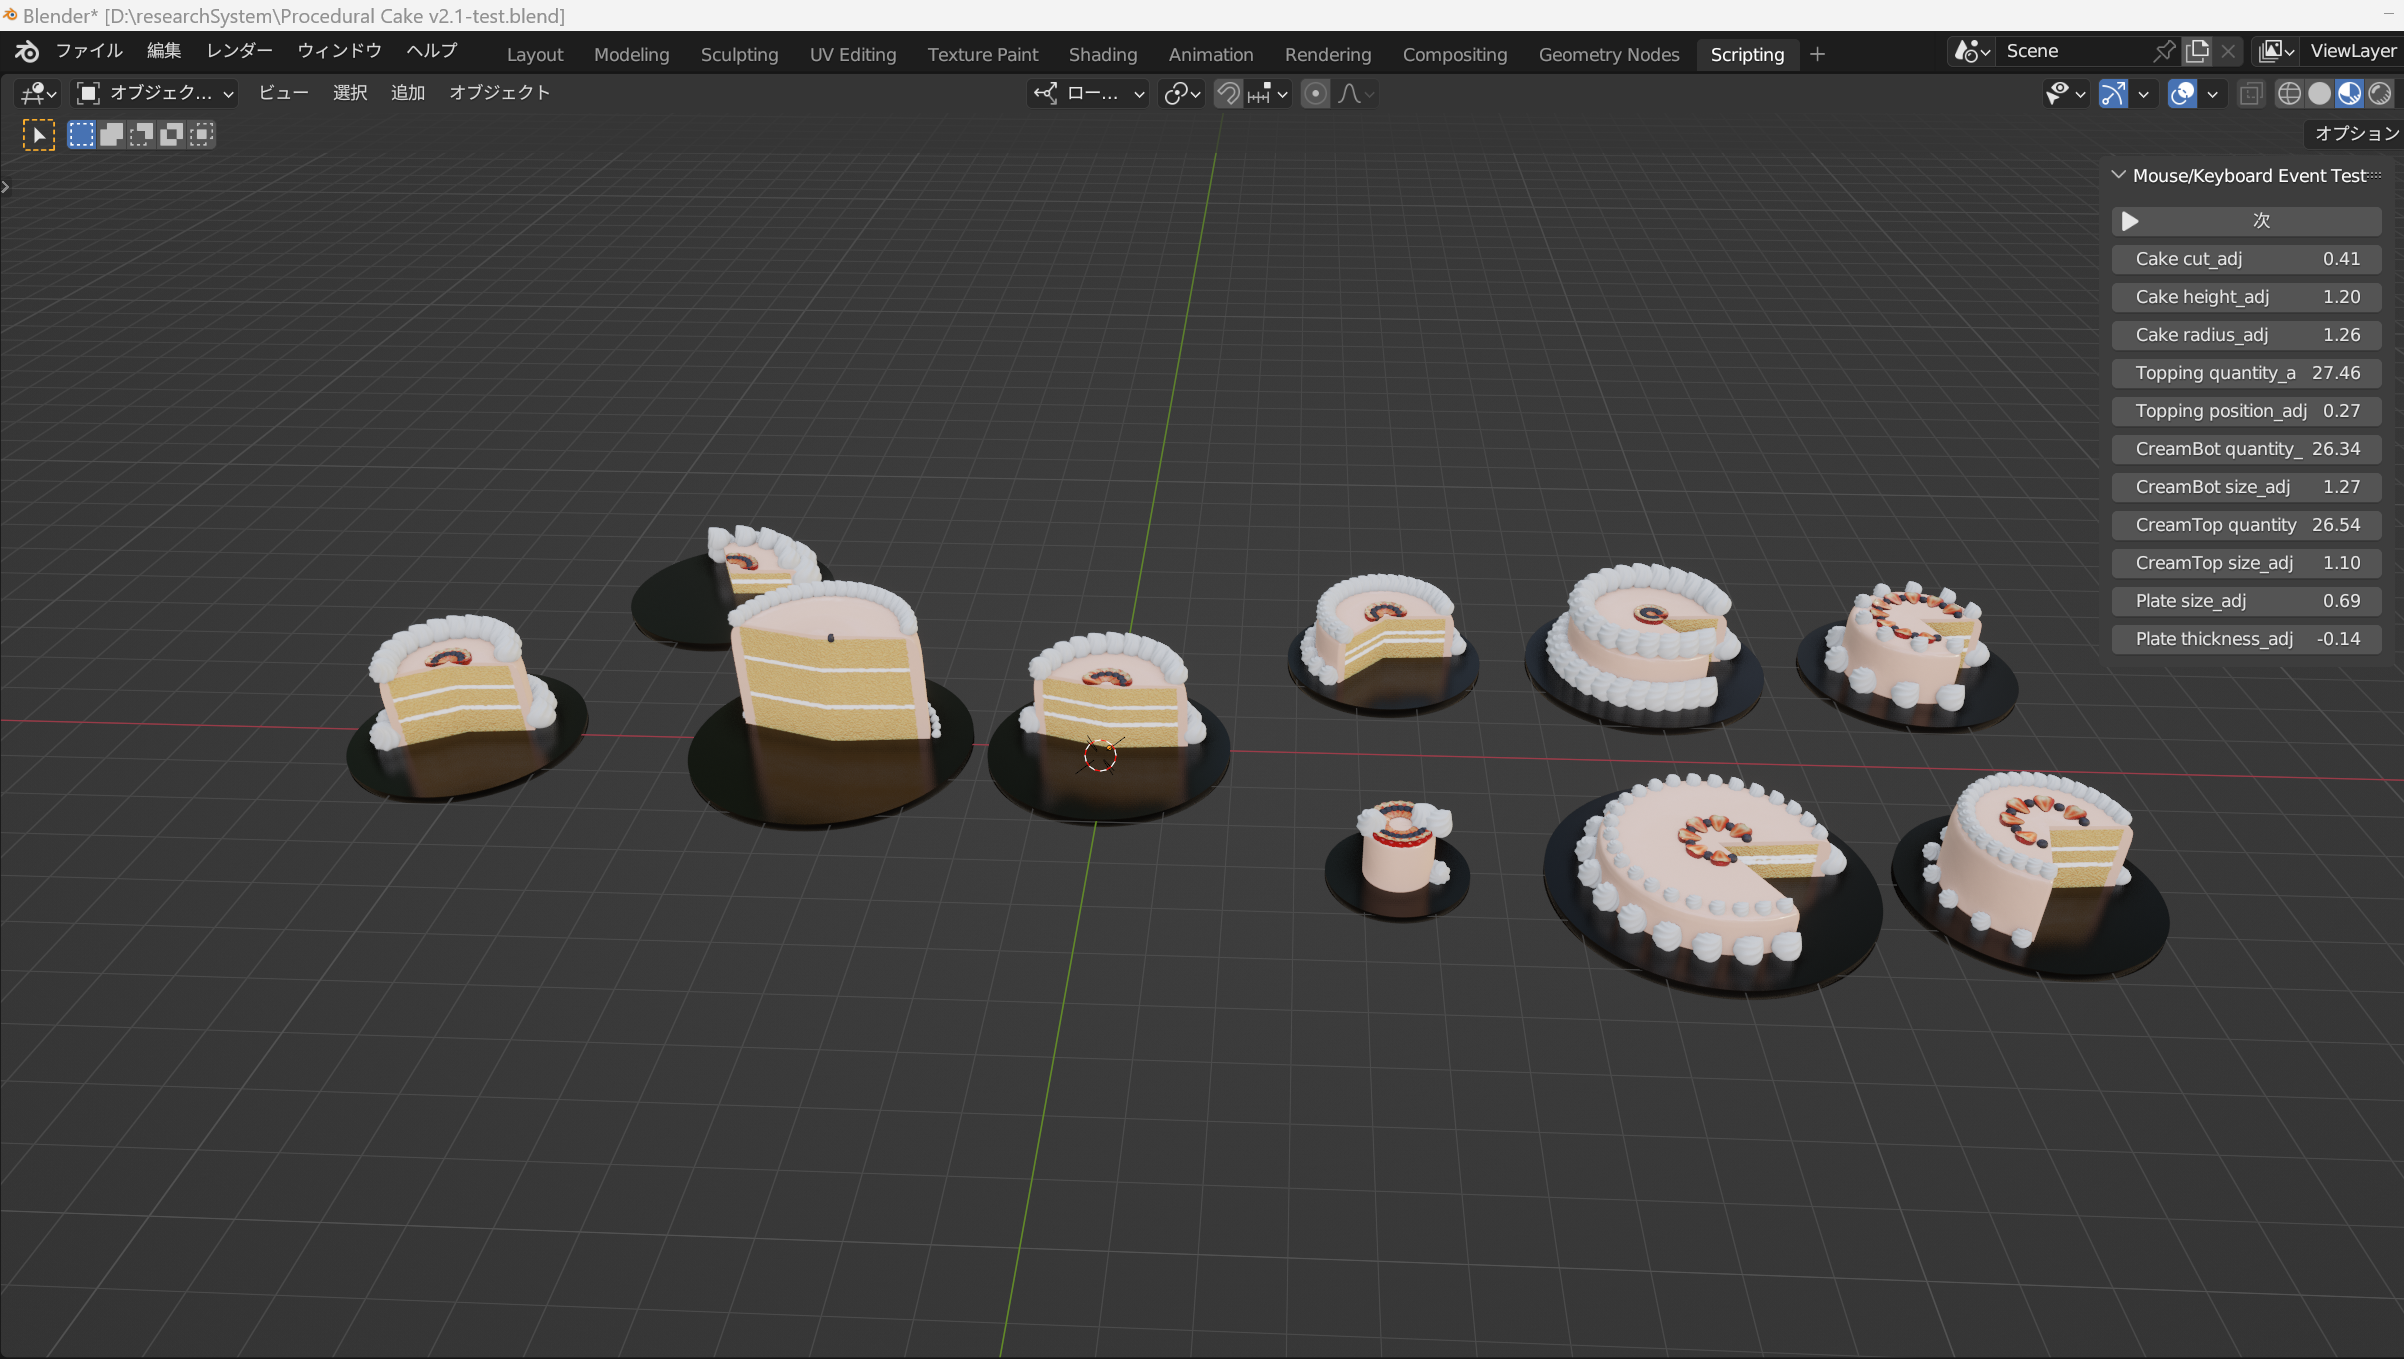 Blender* [D:\researchSystem\Procedural Cake v2.1-test.blend]
ファイル 編集 レンダー ウィンドウ ヘルプ Layout Modeling Sculpting UV Editing Texture Paint Shading Animation Rendering Compositing Geometry Nodes Scripting + Scene ViewLayer
オブジェク... ビュー 選択 追加 オブジェクト ロー...
オプション
Mouse/Keyboard Event Test
次
Cake cut_adj 0.41
Cake height_adj 1.20
Cake radius_adj 1.26
Topping quantity_a 27.46
Topping position_adj 0.27
CreamBot quantity_ 26.34
CreamBot size_adj 1.27
CreamTop quantity 26.54
CreamTop size_adj 1.10
Plate size_adj 0.69
Plate thickness_adj -0.14